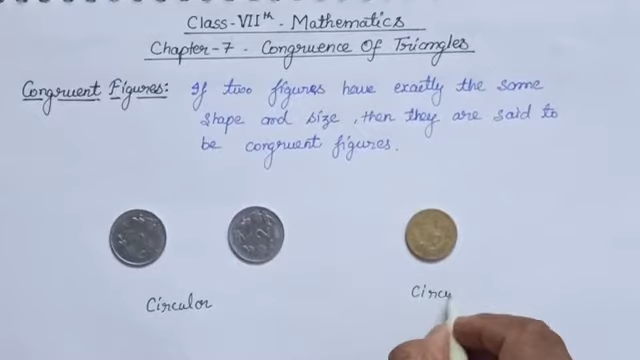 Class-VIIth - Mathematics
Chapter-7 - Congruence Of Triangles
Congruent Figures: If two figures have exactly the same
shape and size, then they are said to
be congruent figures.
Circular
Circu